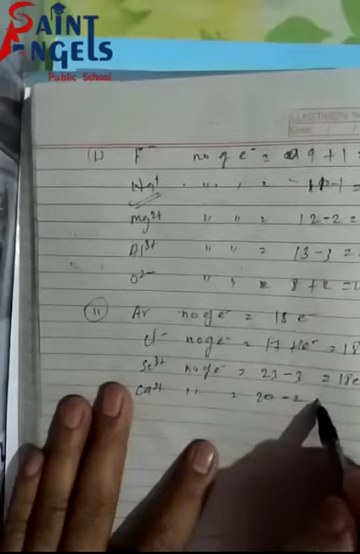 SAINT
ANGELS
Public School
(i) F⁻ no of e⁻ = 9 + 1 =
Na⁺ " " " = 11-1 =
Mg²⁺ " " = 12-2 =
Al³⁺ " " = 13-3 =
O²⁻ " " = 8 + 2 =
(ii) Ar no of e⁻ = 18 e⁻
Cl⁻ no of e⁻ = 17 + 1e⁻ = 18
Sc³⁺ no of e⁻ = 23-3 = 18e
Ca²⁺ " " = 20-2